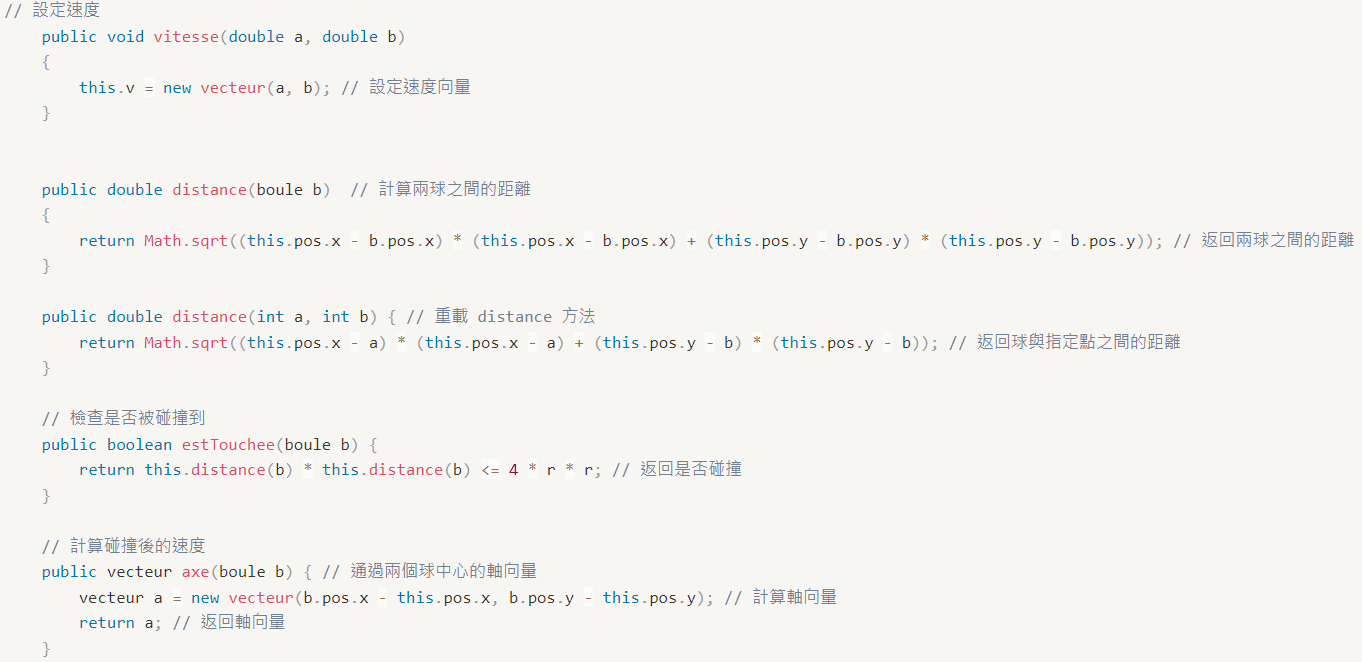 // 設定速度
    public void vitesse(double a, double b)
    {
        this.v = new vecteur(a, b); // 設定速度向量
    }


    public double distance(boule b)  // 計算兩球之間的距離
    {
        return Math.sqrt((this.pos.x - b.pos.x) * (this.pos.x - b.pos.x) + (this.pos.y - b.pos.y) * (this.pos.y - b.pos.y)); // 返回兩球之間的距離
    }

    public double distance(int a, int b) { // 重載 distance 方法
        return Math.sqrt((this.pos.x - a) * (this.pos.x - a) + (this.pos.y - b) * (this.pos.y - b)); // 返回球與指定點之間的距離
    }

    // 檢查是否被碰撞到
    public boolean estTouchee(boule b) {
        return this.distance(b) * this.distance(b) <= 4 * r * r; // 返回是否碰撞
    }

    // 計算碰撞後的速度
    public vecteur axe(boule b) { // 通過兩個球中心的軸向量
        vecteur a = new vecteur(b.pos.x - this.pos.x, b.pos.y - this.pos.y); // 計算軸向量
        return a; // 返回軸向量
    }